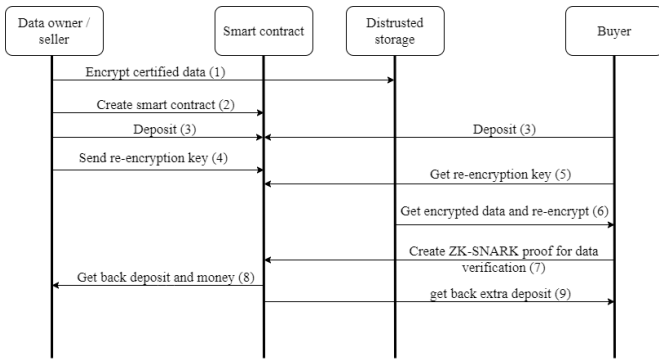 Data owner /
seller
Smart contract
Distrusted
storage
Buyer
Encrypt certified data (1)
Create smart contract (2)
Deposit (3)
Deposit (3)
Send re-encryption key (4)
Get re-encryption key (5)
Get encrypted data and re-encrypt (6)
Create ZK-SNARK proof for data
verification (7)
Get back deposit and money (8)
get back extra deposit (9)